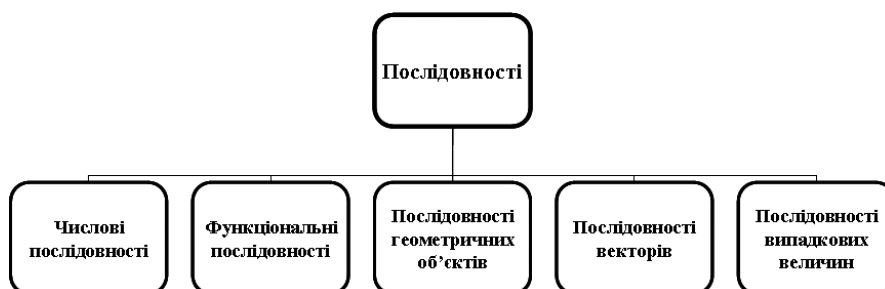 Послідовності
Числові
послідовності
Функціональні
послідовності
Послідовності
геометричних
об’єктів
Послідовності
векторів
Послідовності
випадкових
величин